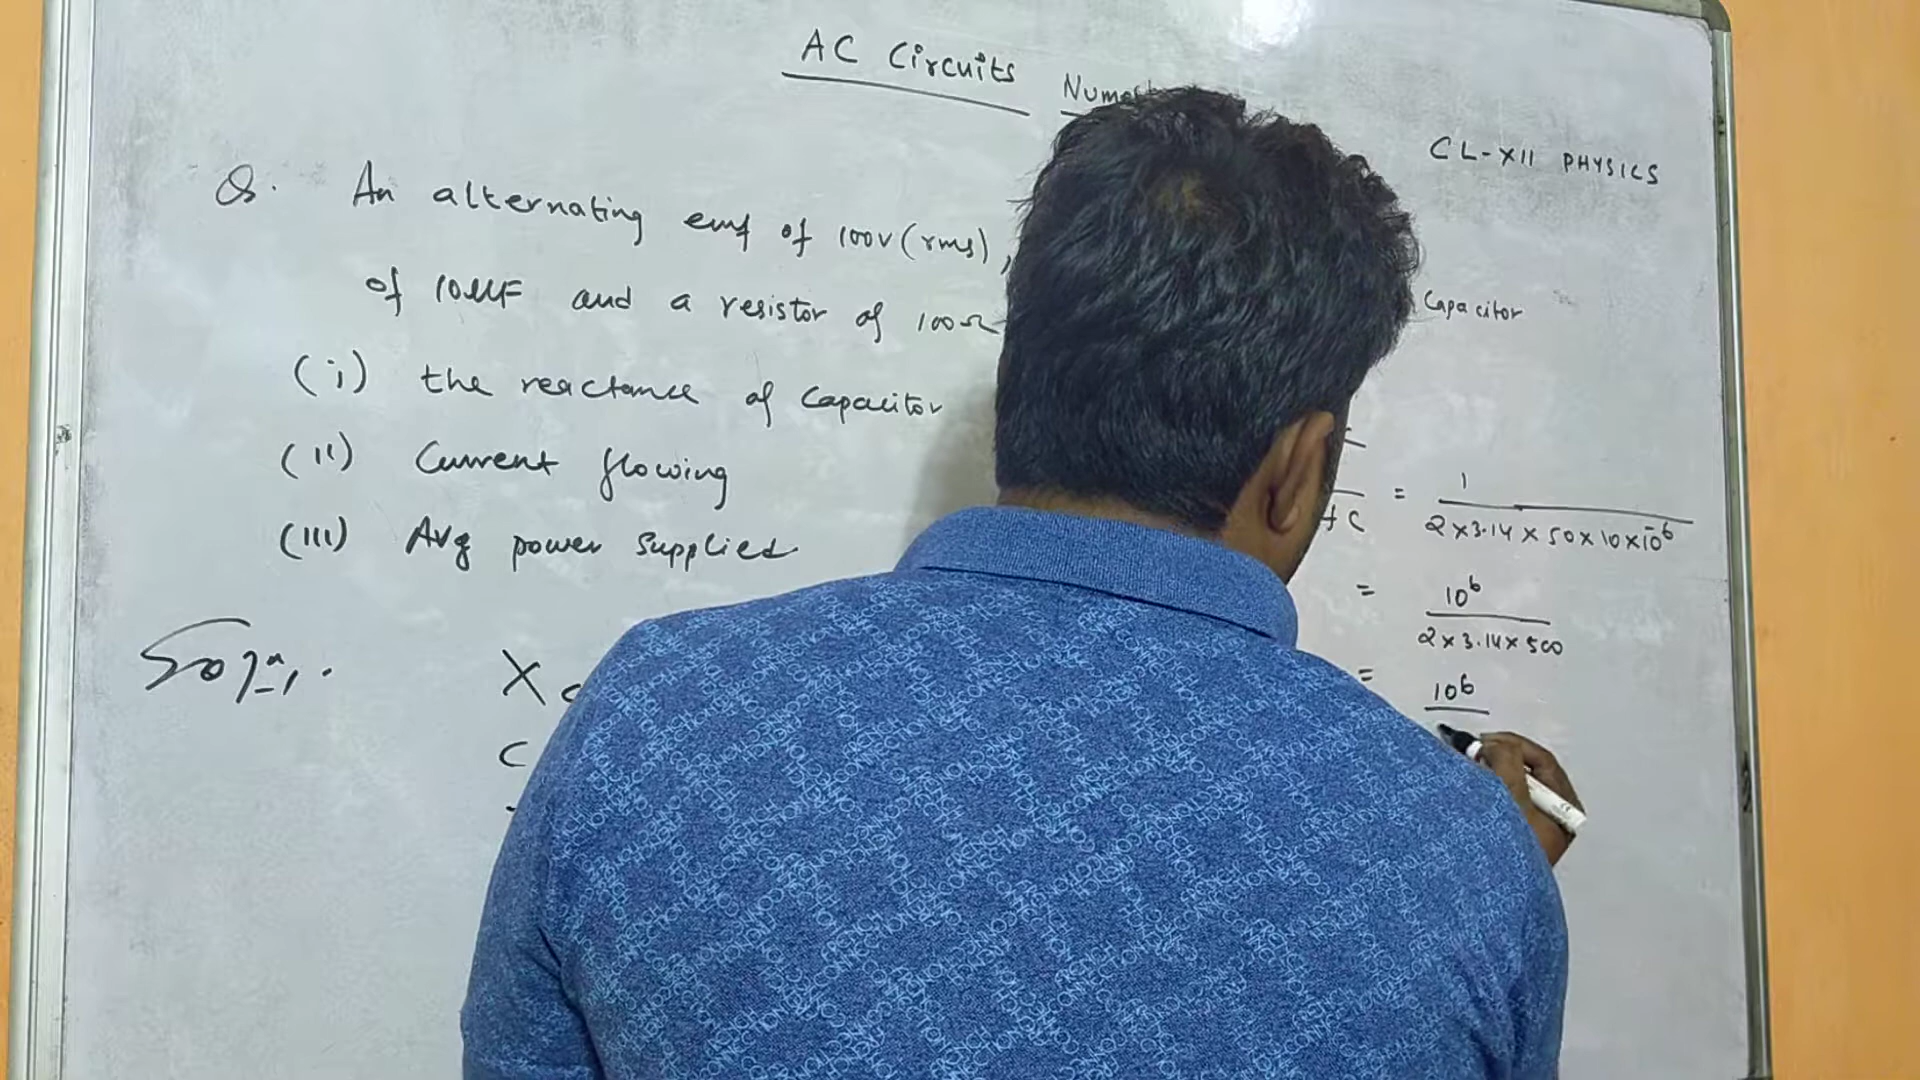 AC Circuits
CL-XII PHYSICS
Q. An alternating emf of 100V (rms),
of 10μF and a resistor of 100Ω Capacitor
(i) the reactance of Capacitor
(ii) Current flowing
(iii) Avg power supplied
Soln.
X
C
C = 1 / 2×3.14×50×10×10⁻⁶
= 10⁶ / 2×3.14×500
= 10⁶